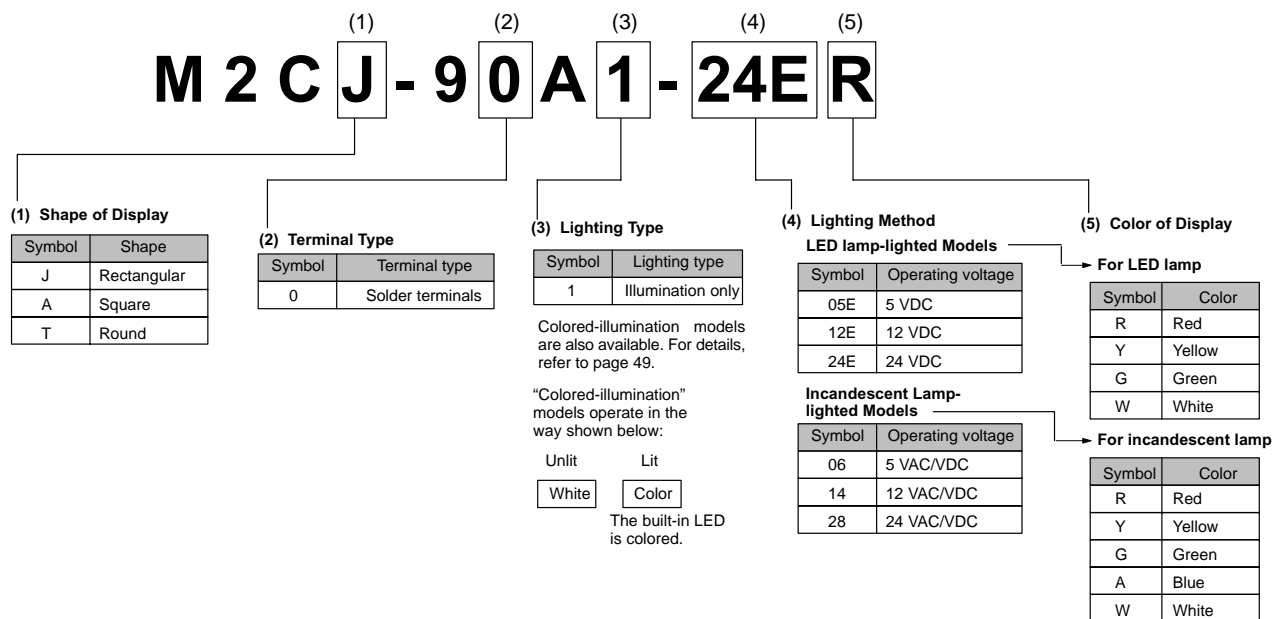 (1) (2) (3) (4) (5)
M2CJ-90A1-24ER
(1) Shape of Display
Symbol Shape
J Rectangular
A Square
T Round
(2) Terminal Type
Symbol Terminal type
0 Solder terminals
(3) Lighting Type
Symbol Lighting type
1 Illumination only
Colored-illumination models
are also available. For details,
refer to page 49.
“Colored-illumination”
models operate in the
way shown below:
Unlit Lit
White Color
The built-in LED
is colored.
(4) Lighting Method
LED lamp-lighted Models
Symbol Operating voltage
05E 5 VDC
12E 12 VDC
24E 24 VDC
Incandescent Lamp-
lighted Models
Symbol Operating voltage
06 5 VAC/VDC
14 12 VAC/VDC
28 24 VAC/VDC
(5) Color of Display
For LED lamp
Symbol Color
R Red
Y Yellow
G Green
W White
For incandescent lamp
Symbol Color
R Red
Y Yellow
G Green
A Blue
W White